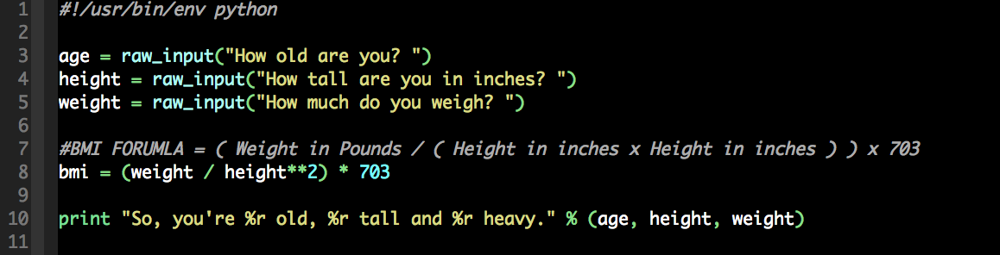 1 #!/usr/bin/env python
2
3 age = raw_input("How old are you? ")
4 height = raw_input("How tall are you in inches? ")
5 weight = raw_input("How much do you weigh? ")
6
7 #BMI FORUMLA = ( Weight in Pounds / ( Height in inches x Height in inches ) ) x 703
8 bmi = (weight / height**2) * 703
9
10 print "So, you're %r old, %r tall and %r heavy." % (age, height, weight)
11